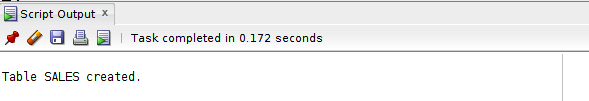 Script Output x
Task completed in 0.172 seconds
Table SALES created.